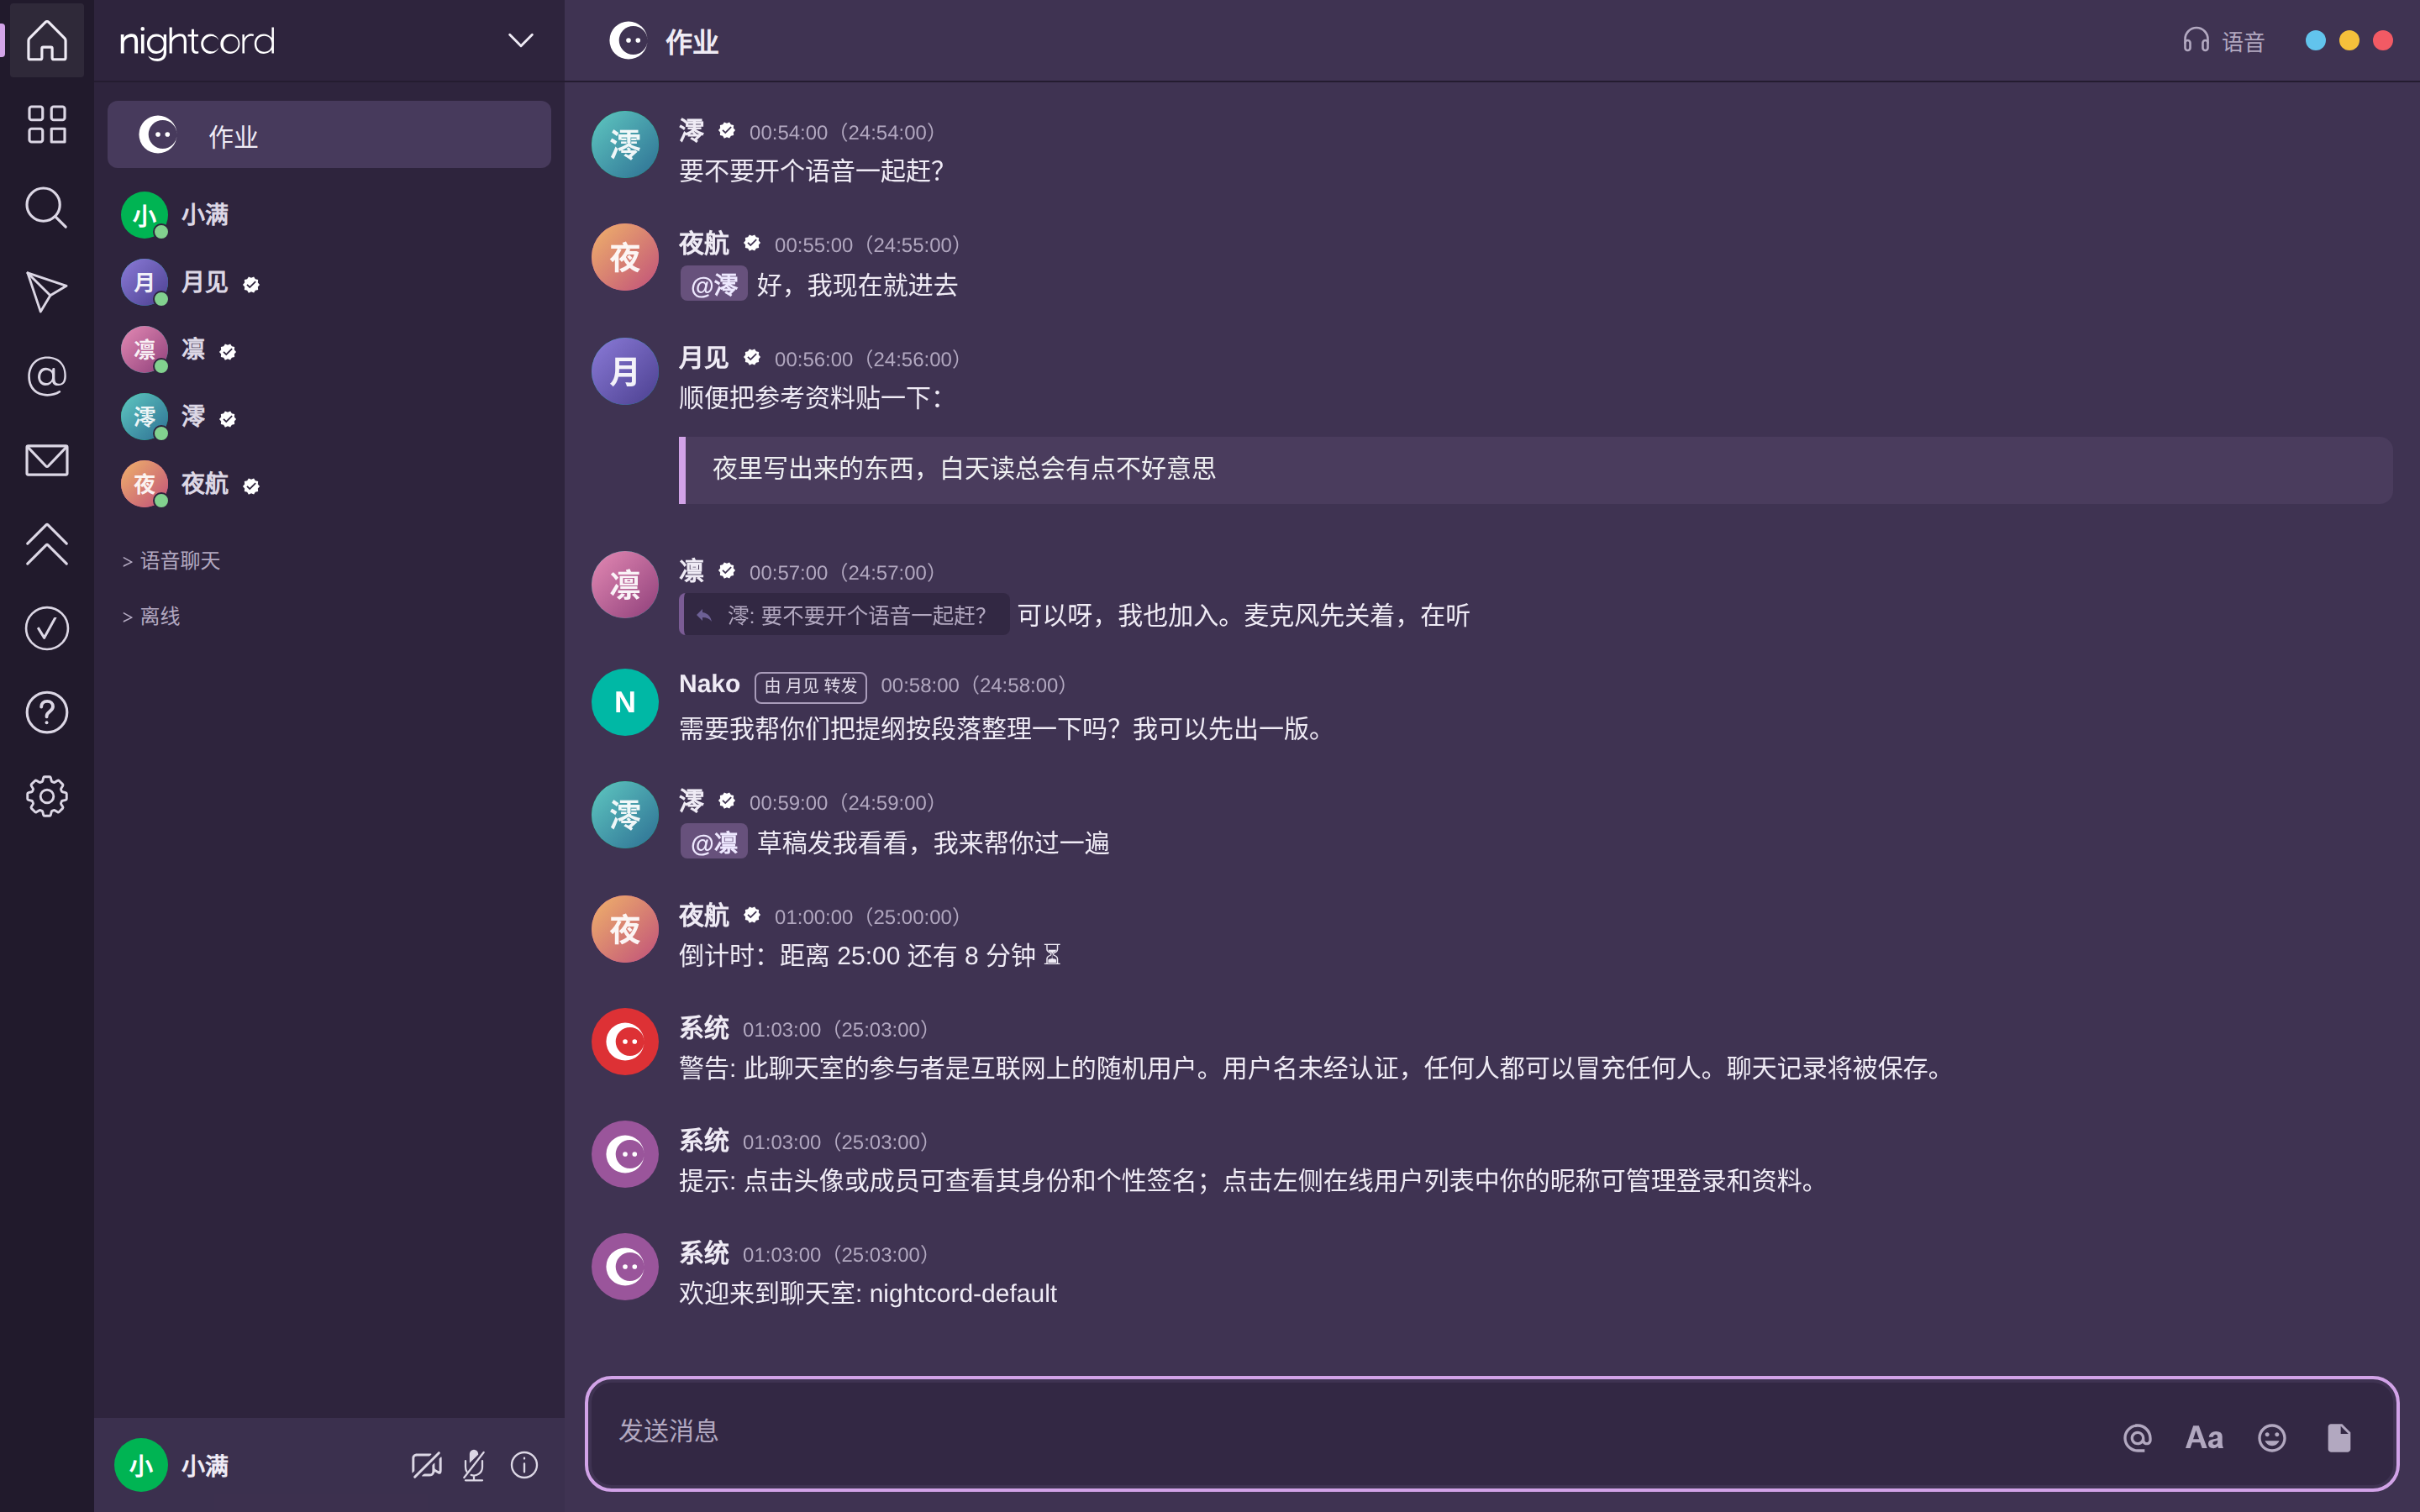 nightcord
作业
小 小满
月 月见
凛 凛
澪 澪
夜 夜航
> 语音聊天
> 离线
小 小满
作业
语音
澪 澪 00:54:00（24:54:00）
要不要开个语音一起赶？
夜 夜航 00:55:00（24:55:00）
@澪 好，我现在就进去
月 月见 00:56:00（24:56:00）
顺便把参考资料贴一下：
夜里写出来的东西，白天读总会有点不好意思
凛 凛 00:57:00（24:57:00）
澪: 要不要开个语音一起赶？ 可以呀，我也加入。麦克风先关着，在听
N Nako 由 月见 转发 00:58:00（24:58:00）
需要我帮你们把提纲按段落整理一下吗？我可以先出一版。
澪 澪 00:59:00（24:59:00）
@凛 草稿发我看看，我来帮你过一遍
夜 夜航 01:00:00（25:00:00）
倒计时：距离 25:00 还有 8 分钟 ⏳
系统 01:03:00（25:03:00）
警告: 此聊天室的参与者是互联网上的随机用户。用户名未经认证，任何人都可以冒充任何人。聊天记录将被保存。
系统 01:03:00（25:03:00）
提示: 点击头像或成员可查看其身份和个性签名；点击左侧在线用户列表中你的昵称可管理登录和资料。
系统 01:03:00（25:03:00）
欢迎来到聊天室: nightcord-default
发送消息
Aa